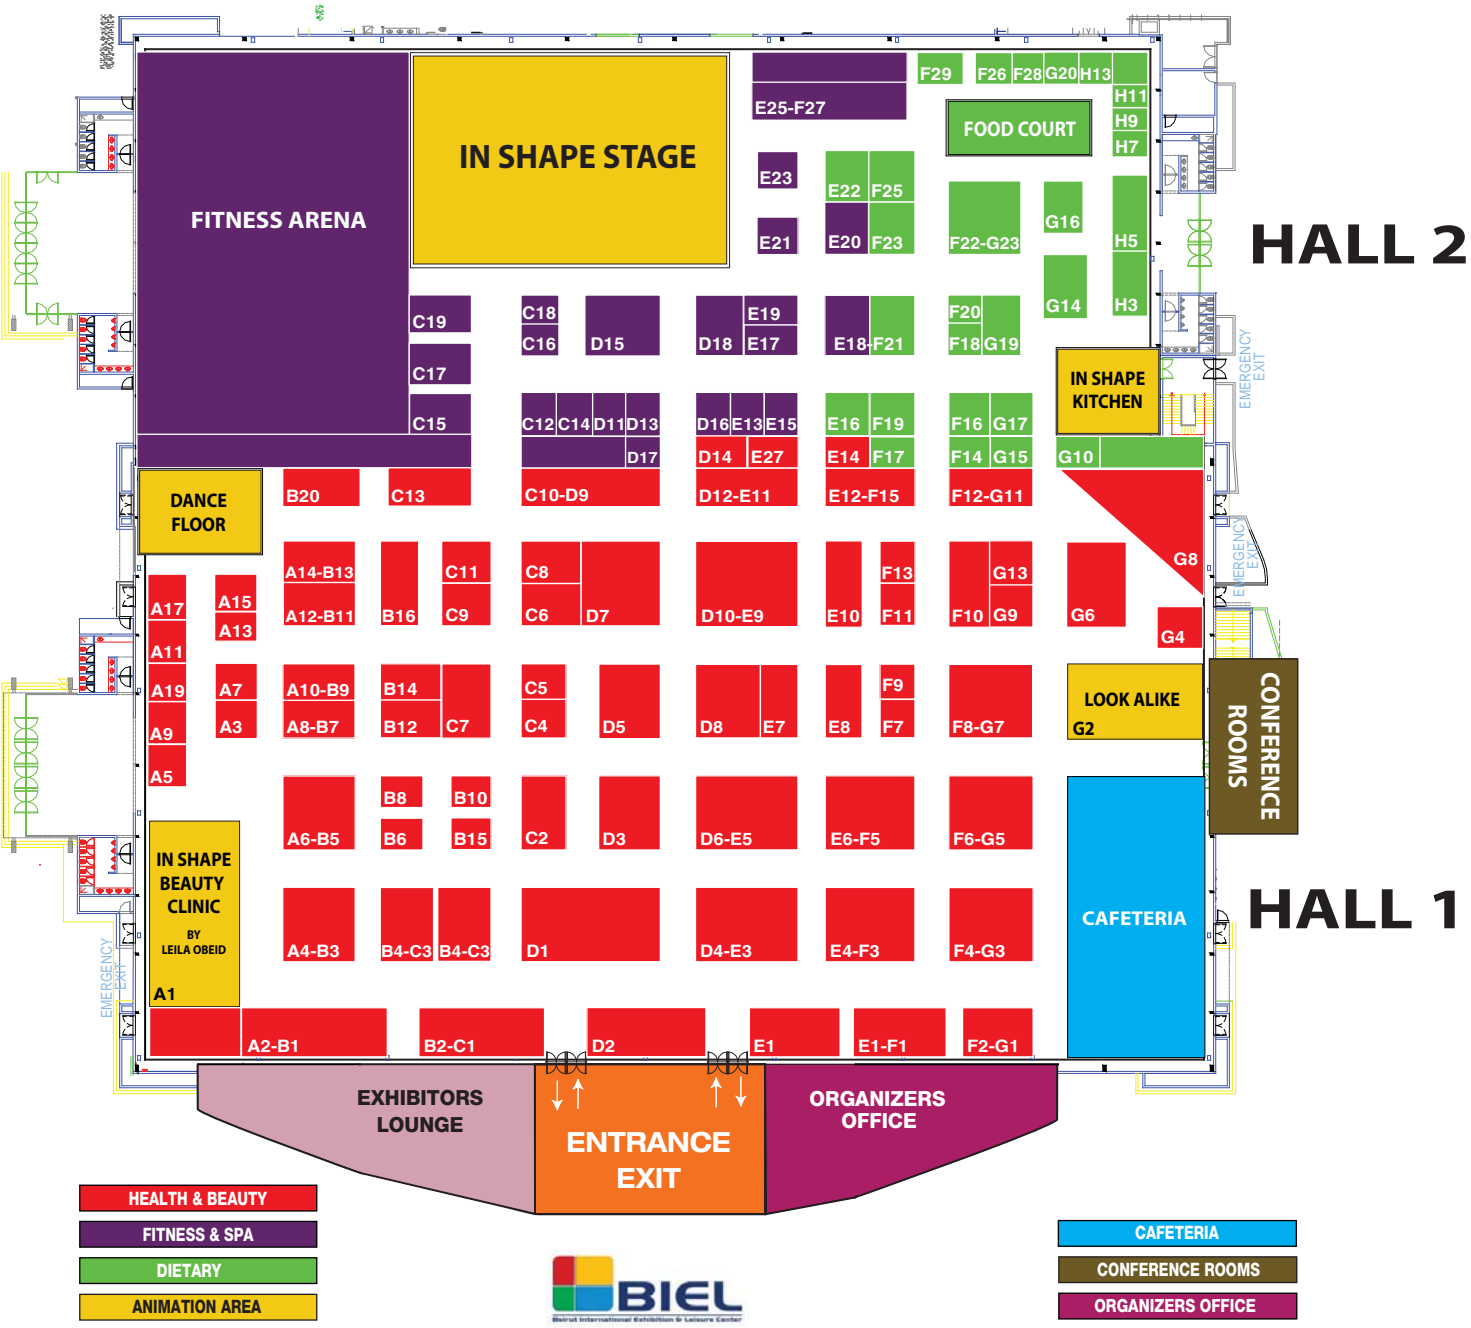 E25-F27
F29
F26
F28
G20
H13
H11
H9
H7
FOOD COURT
IN SHAPE STAGE
FITNESS ARENA
E23
E22
F25
E21
E20
F23
F22-G23
G16
H5
G14
H3
HALL 2
C19
C18
C16
D15
D18
E19
E17
E18-F21
F20
F18
G19
C17
IN SHAPE
KITCHEN
EMERGENCY
EXIT
C15
C12
C14
D11
D13
D16
E13
E15
E16
F19
F16
G17
D17
D14
E27
E14
F17
F14
G15
G10
DANCE
FLOOR
B20
C13
C10-D9
D12-E11
E12-F15
F12-G11
G8
EMERGENCY
EXIT
A14-B13
A12-B11
B16
C11
C9
C8
C6
D7
D10-E9
E10
F13
F11
F10
G13
G9
G6
G4
A17
A15
A13
A11
A19
A9
A5
A7
A3
A10-B9
A8-B7
B14
B12
C7
C5
C4
D5
D8
E7
E8
F9
F7
F8-G7
LOOK ALIKE
G2
CONFERENCE
ROOMS
A6-B5
B8
B10
B6
B15
C2
D3
D6-E5
E6-F5
F6-G5
IN SHAPE
BEAUTY
CLINIC
BY
LEILA OBEID
A1
A4-B3
B4-C3
B4-C3
D1
D4-E3
E4-F3
F4-G3
CAFETERIA
HALL 1
EMERGENCY
EXIT
A2-B1
B2-C1
D2
E1
E1-F1
F2-G1
EXHIBITORS
LOUNGE
ENTRANCE
EXIT
ORGANIZERS
OFFICE
HEALTH & BEAUTY
FITNESS & SPA
DIETARY
ANIMATION AREA
BIEL
Beirut International Exhibition & Leisure Center
CAFETERIA
CONFERENCE ROOMS
ORGANIZERS OFFICE